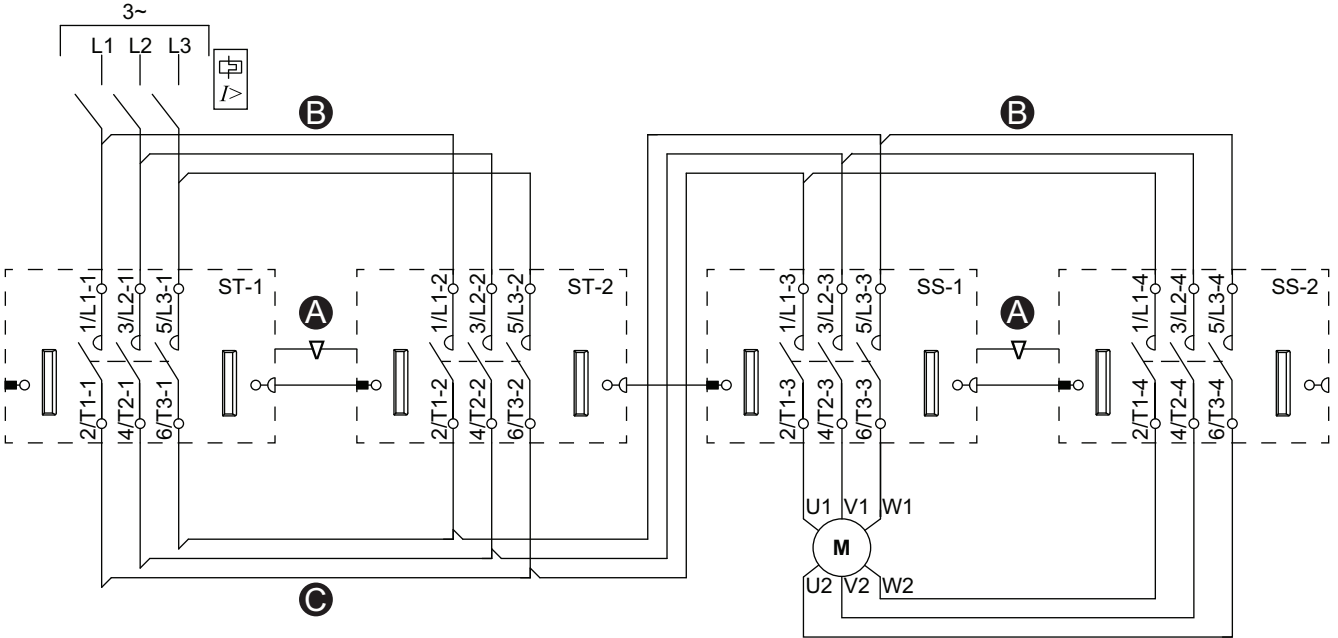 3~
L1 L2 L3
I>
B B
1/L1-1 3/L2-1 5/L3-1 ST-1
1/L1-2 3/L2-2 5/L3-2 ST-2
1/L1-3 3/L2-3 5/L3-3 SS-1
1/L1-4 3/L2-4 5/L3-4 SS-2
A A
2/T1-1 4/T2-1 6/T3-1
2/T1-2 4/T2-2 6/T3-2
2/T1-3 4/T2-3 6/T3-3
2/T1-4 4/T2-4 6/T3-4
U1 V1 W1
M
U2 V2 W2
C